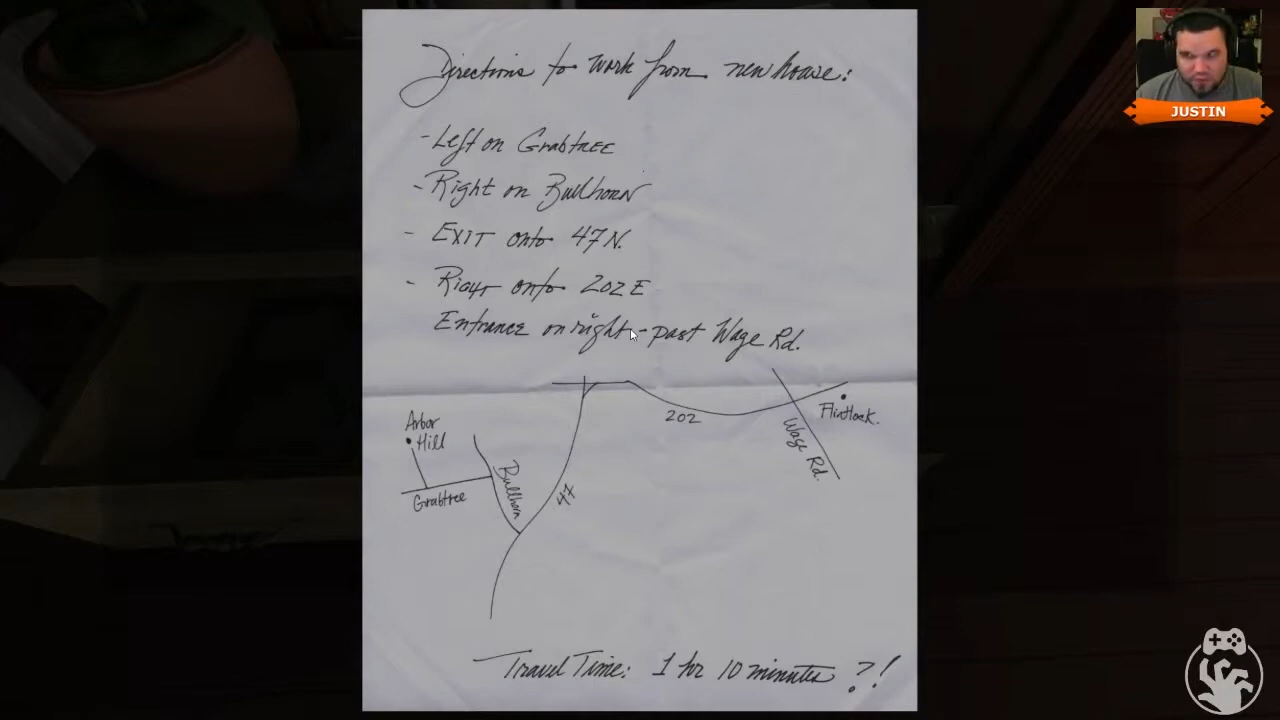 JUSTIN
Directions to work from new house:
- Left on Grabtree
- Right on Bullhorn
- Exit onto 47 N.
- Right onto 202 E
Entrance on right - past Wage Rd.
202
Flintlock.
Arbor
Hill
Wage Rd.
Bullhorn
47
Grabtree
Travel Time: 1 hr 10 minutes ?!